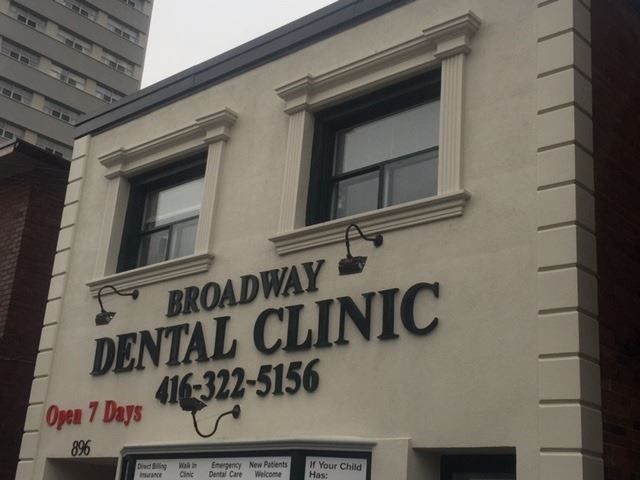 BROADWAY
DENTAL CLINIC
416-322-5156
Open 7 Days
896
Direct Billing Insurance
Walk In Clinic
Emergency Dental Care
New Patients Welcome
If Your Child Has: